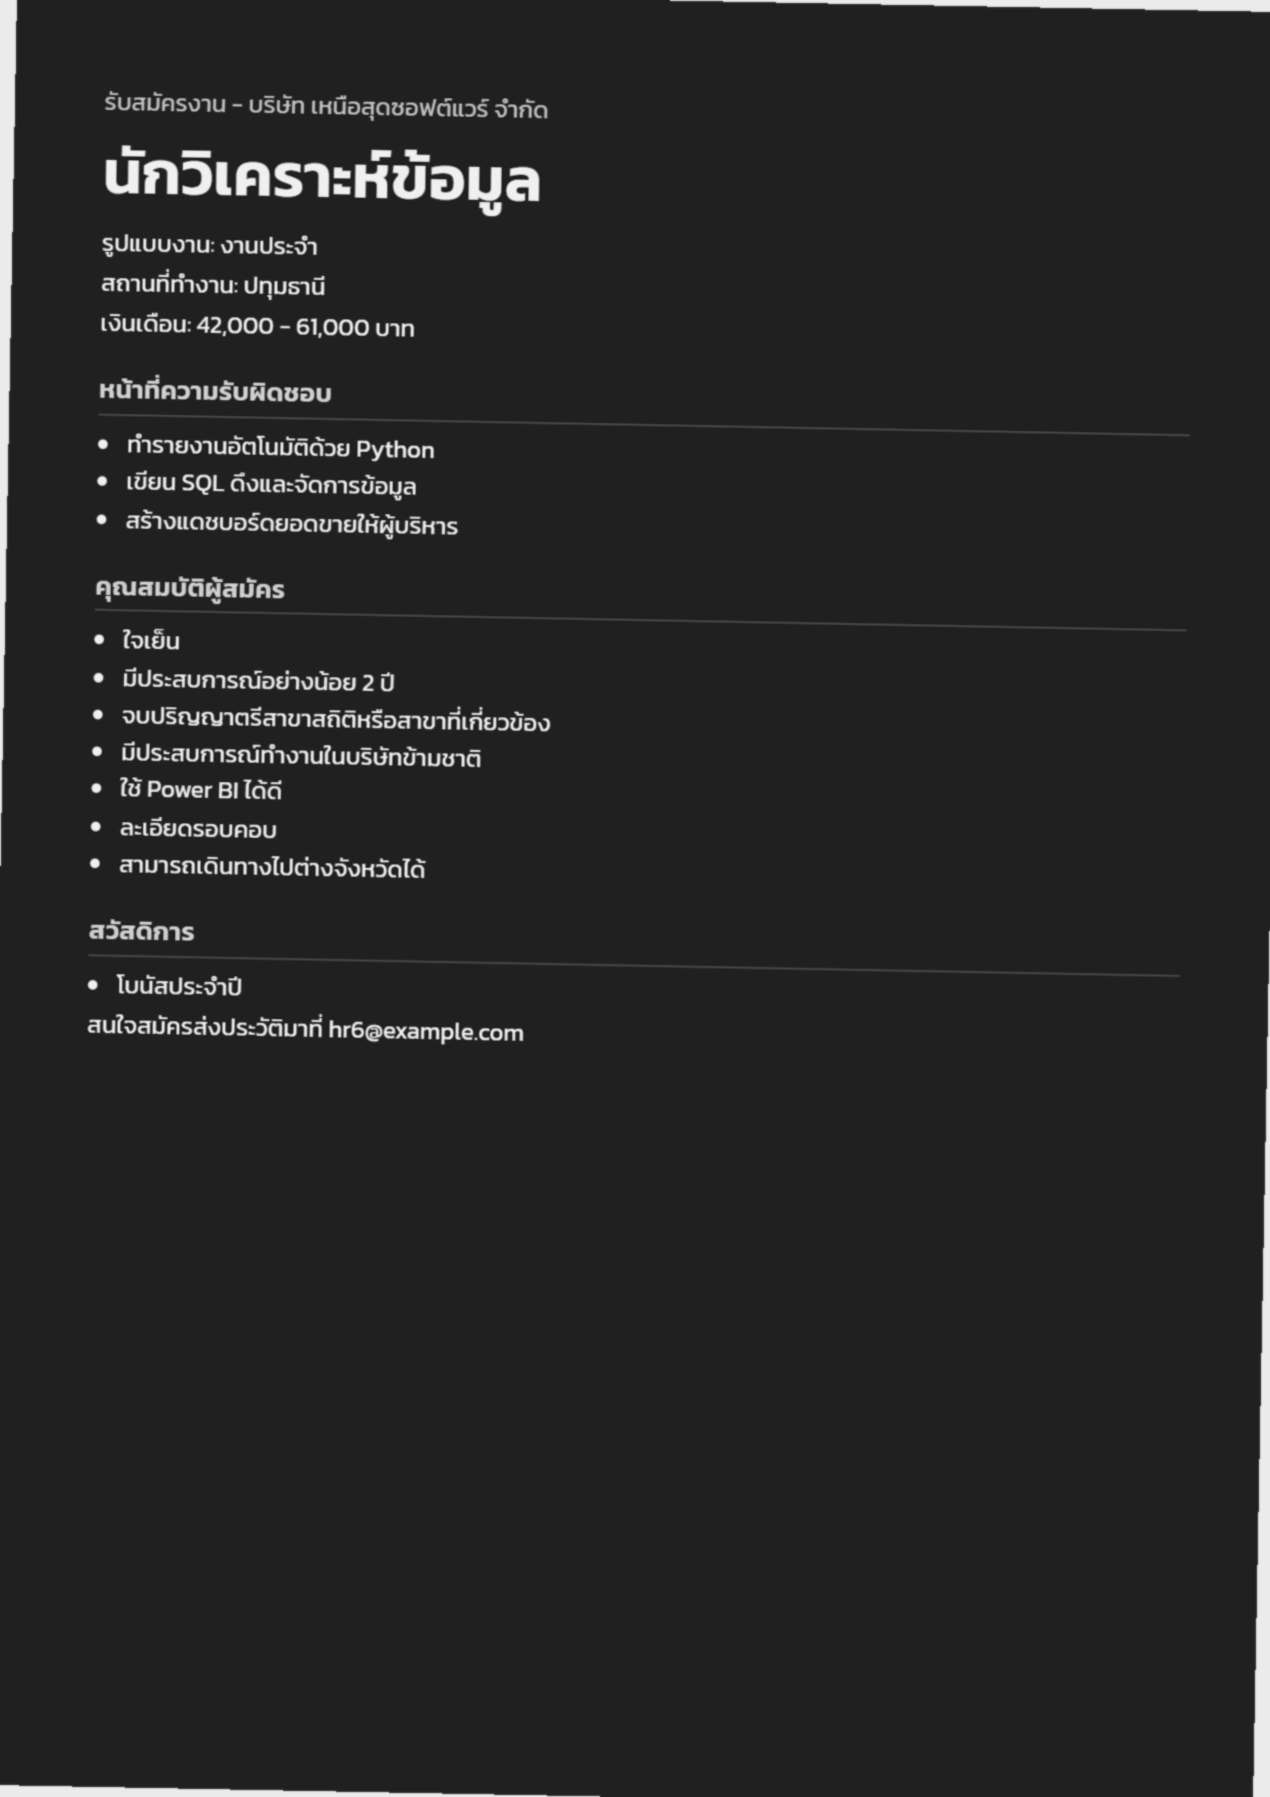 รับสมัครงาน - บริษัท เหนือสุดซอฟต์แวร์ จำกัด
นักวิเคราะห์ข้อมูล
รูปแบบงาน: งานประจำ
สถานที่ทำงาน: ปทุมธานี
เงินเดือน: 42,000 - 61,000 บาท
หน้าที่ความรับผิดชอบ
• ทำรายงานอัตโนมัติด้วย Python
• เขียน SQL ดึงและจัดการข้อมูล
• สร้างแดชบอร์ดยอดขายให้ผู้บริหาร
คุณสมบัติผู้สมัคร
• ใจเย็น
• มีประสบการณ์อย่างน้อย 2 ปี
• จบปริญญาตรีสาขาสถิติหรือสาขาที่เกี่ยวข้อง
• มีประสบการณ์ทำงานในบริษัทข้ามชาติ
• ใช้ Power BI ได้ดี
• ละเอียดรอบคอบ
• สามารถเดินทางไปต่างจังหวัดได้
สวัสดิการ
• โบนัสประจำปี
สนใจสมัครส่งประวัติมาที่ hr6@example.com